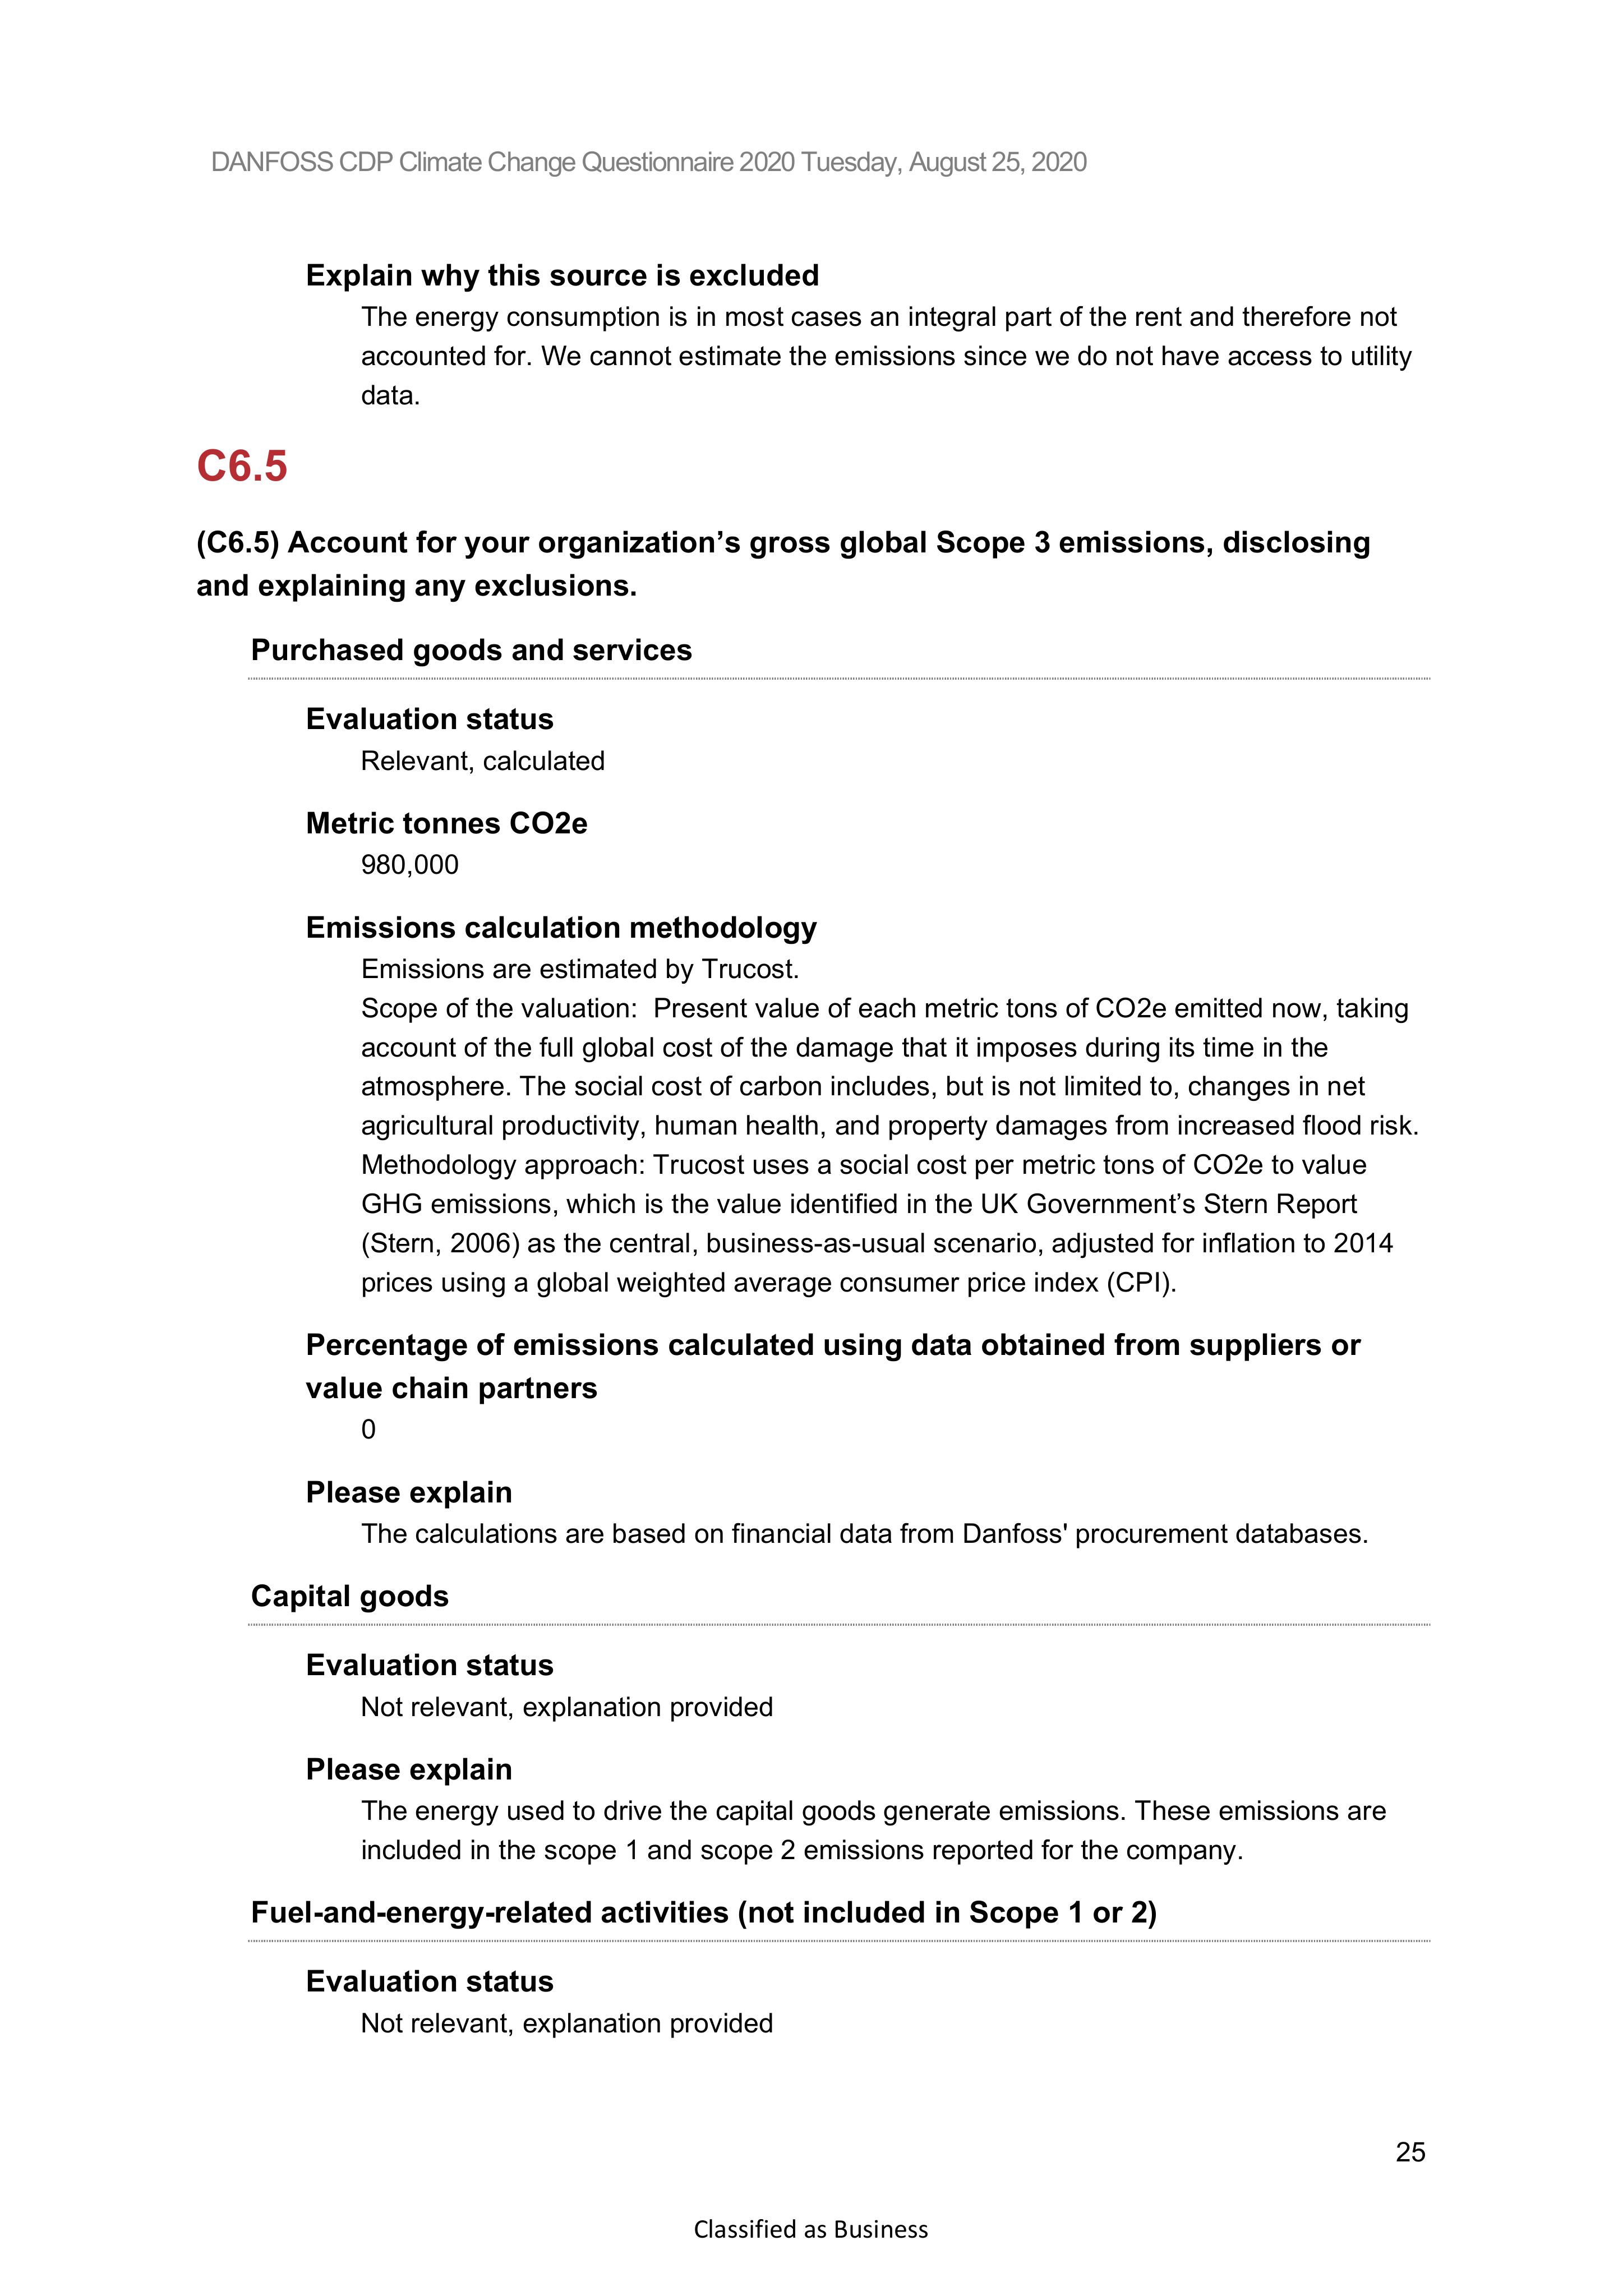 DANFOSS CDP Climate Change Questionnaire 2020 Tuesday, August 25, 2020
Explain why this source is excluded
The energy consumption is in most cases an integral part of the rent and therefore not
accounted for. We cannot estimate the emissions since we do not have access to utility
data.
C6.5
(C6.5) Account for your organization’s gross global Scope 3 emissions, disclosing
and explaining any exclusions.
Purchased goods and services
Evaluation status
Relevant, calculated
Metric tonnes CO2e
980,000
Emissions calculation methodology
Emissions are estimated by Trucost.
Scope of the valuation:  Present value of each metric tons of CO2e emitted now, taking
account of the full global cost of the damage that it imposes during its time in the
atmosphere. The social cost of carbon includes, but is not limited to, changes in net
agricultural productivity, human health, and property damages from increased flood risk.
Methodology approach: Trucost uses a social cost per metric tons of CO2e to value
GHG emissions, which is the value identified in the UK Government’s Stern Report
(Stern, 2006) as the central, business-as-usual scenario, adjusted for inflation to 2014
prices using a global weighted average consumer price index (CPI).
Percentage of emissions calculated using data obtained from suppliers or
value chain partners
0
Please explain
The calculations are based on financial data from Danfoss' procurement databases.
Capital goods
Evaluation status
Not relevant, explanation provided
Please explain
The energy used to drive the capital goods generate emissions. These emissions are
included in the scope 1 and scope 2 emissions reported for the company.
Fuel-and-energy-related activities (not included in Scope 1 or 2)
Evaluation status
Not relevant, explanation provided
25
Classified as Business